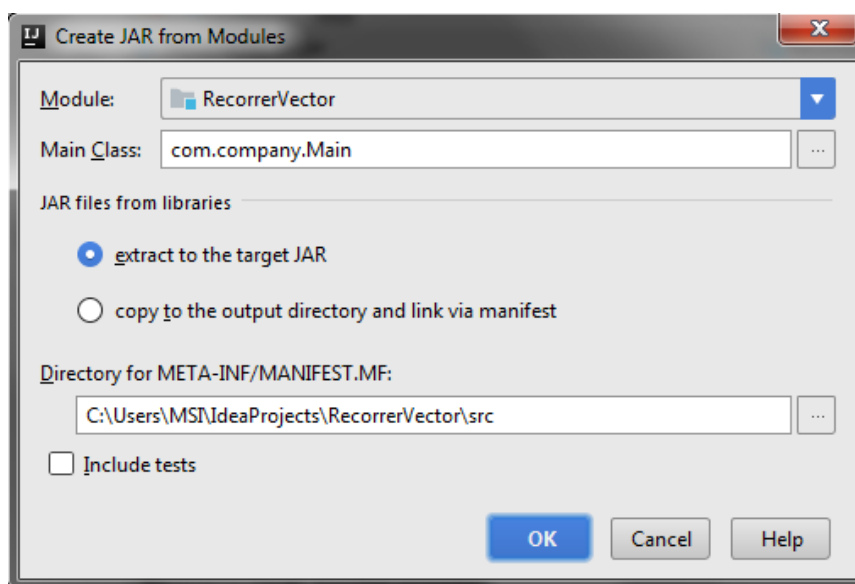 Create JAR from Modules
Module: RecorrerVector
Main Class: com.company.Main ...
JAR files from libraries
extract to the target JAR
copy to the output directory and link via manifest
Directory for META-INF/MANIFEST.MF:
C:\Users\MSI\IdeaProjects\RecorrerVector\src ...
Include tests
OK Cancel Help